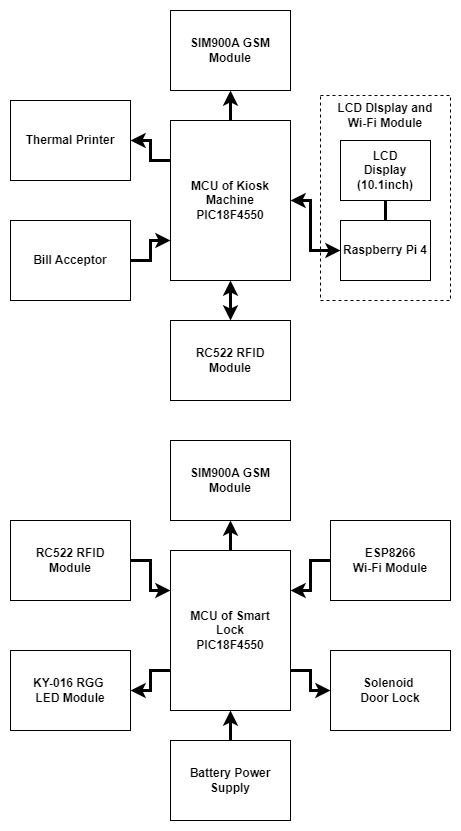 SIM900A GSM
Module
Thermal Printer
LCD DIsplay and
Wi-Fi Module
LCD
Display
(10.1inch)
MCU of Kiosk
Machine
PIC18F4550
Bill Acceptor
Raspberry Pi 4
RC522 RFID
Module
SIM900A GSM
Module
RC522 RFID
Module
ESP8266
Wi-Fi Module
MCU of Smart
Lock
PIC18F4550
KY-016 RGG
LED Module
Solenoid
Door Lock
Battery Power
Supply